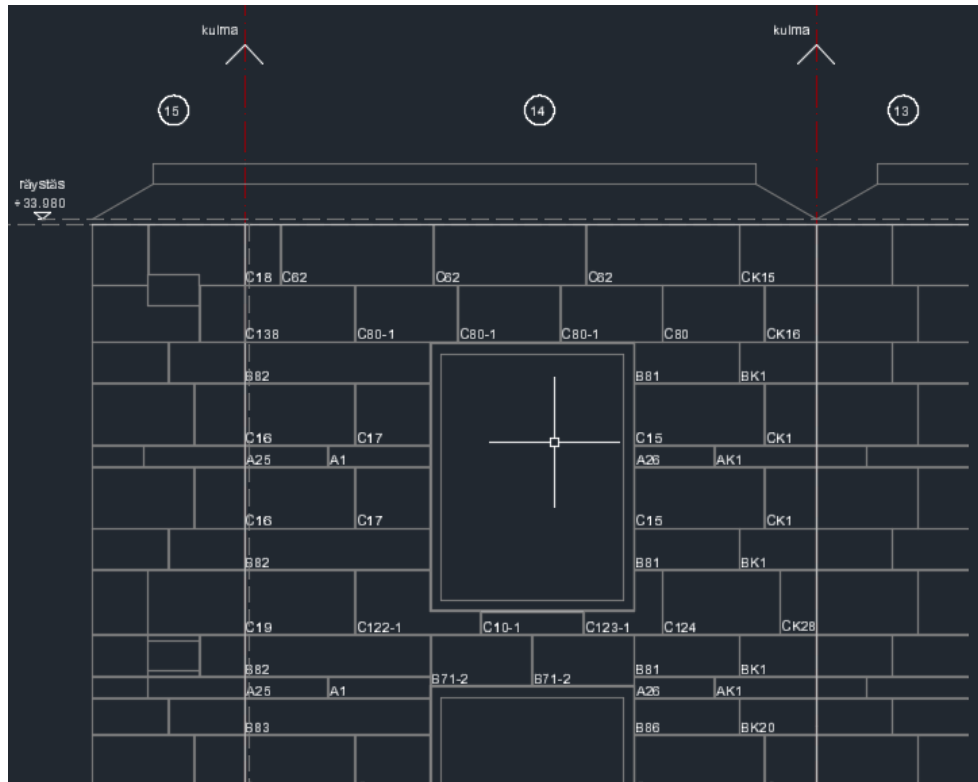 kulma kulma
15 14 13
räystäs
+33.980
C18 C62 C62 C62 CK15
C138 C80-1 C80-1 C80-1 C80 CK16
B82 B81 BK1
C16 C17 C15 CK1
A25 A1 A26 AK1
C16 C17 C15 CK1
B82 B81 BK1
C19 C122-1 C10-1 C123-1 C124 CK28
B82 B71-2 B71-2 B81 BK1
A25 A1 A26 AK1
B83 B86 BK20